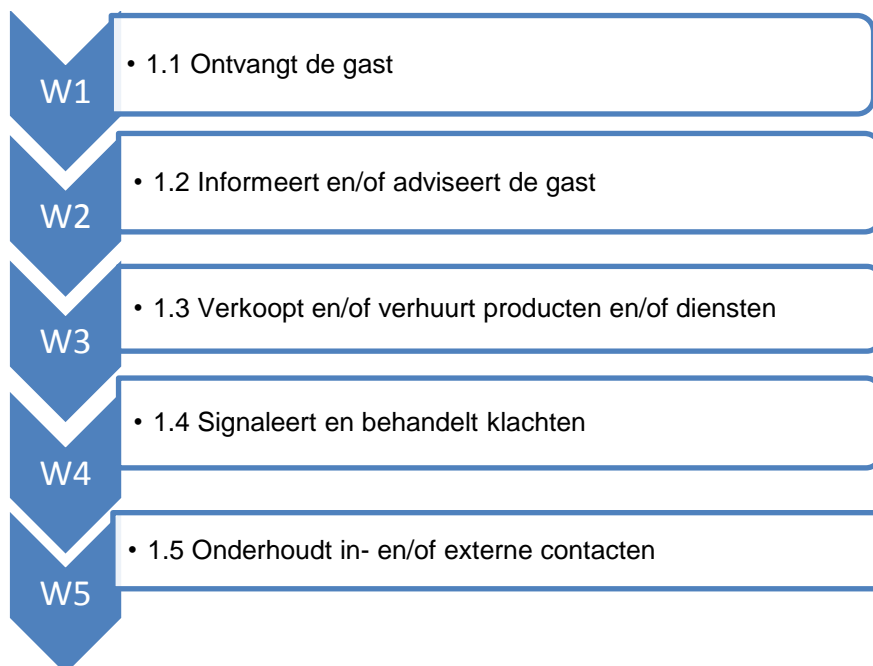 W1
• 1.1 Ontvangt de gast
W2
• 1.2 Informeert en/of adviseert de gast
W3
• 1.3 Verkoopt en/of verhuurt producten en/of diensten
W4
• 1.4 Signaleert en behandelt klachten
W5
• 1.5 Onderhoudt in- en/of externe contacten